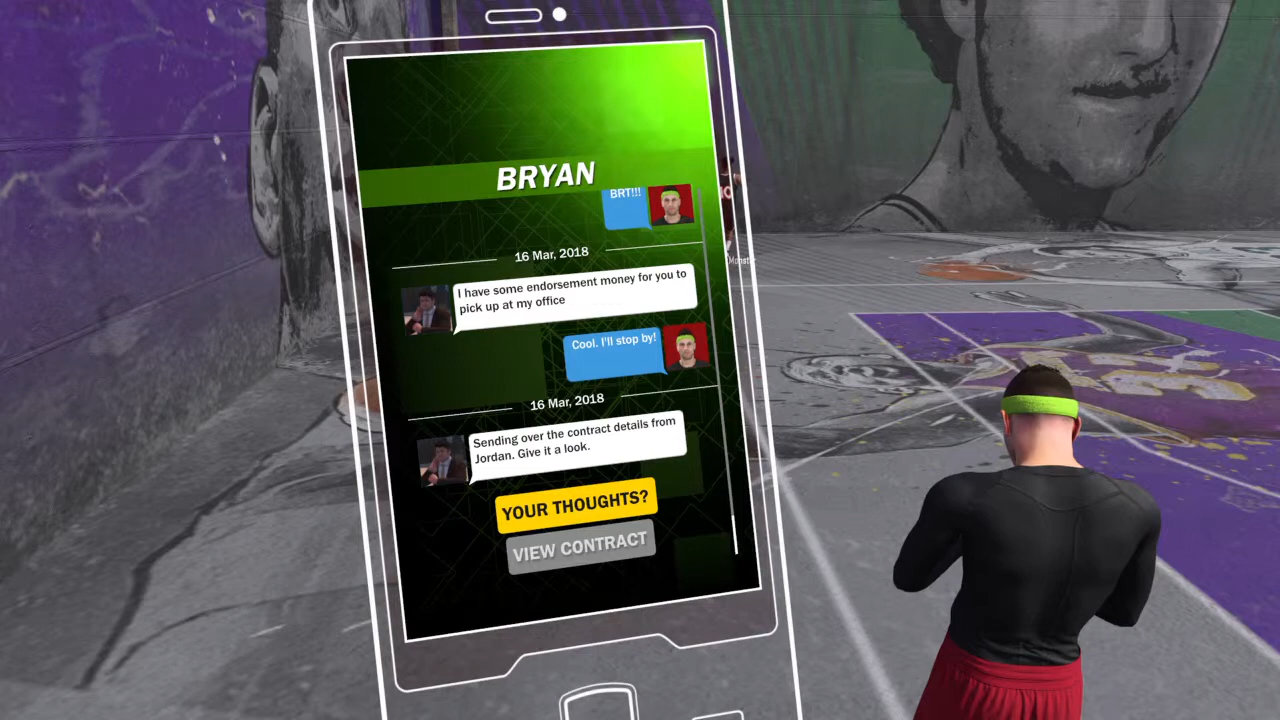 BRYAN
BRT!!!
16 Mar, 2018
I have some endorsement money for you to
pick up at my office
Cool. I'll stop by!
16 Mar, 2018
Sending over the contract details from
Jordan. Give it a look.
YOUR THOUGHTS?
VIEW CONTRACT